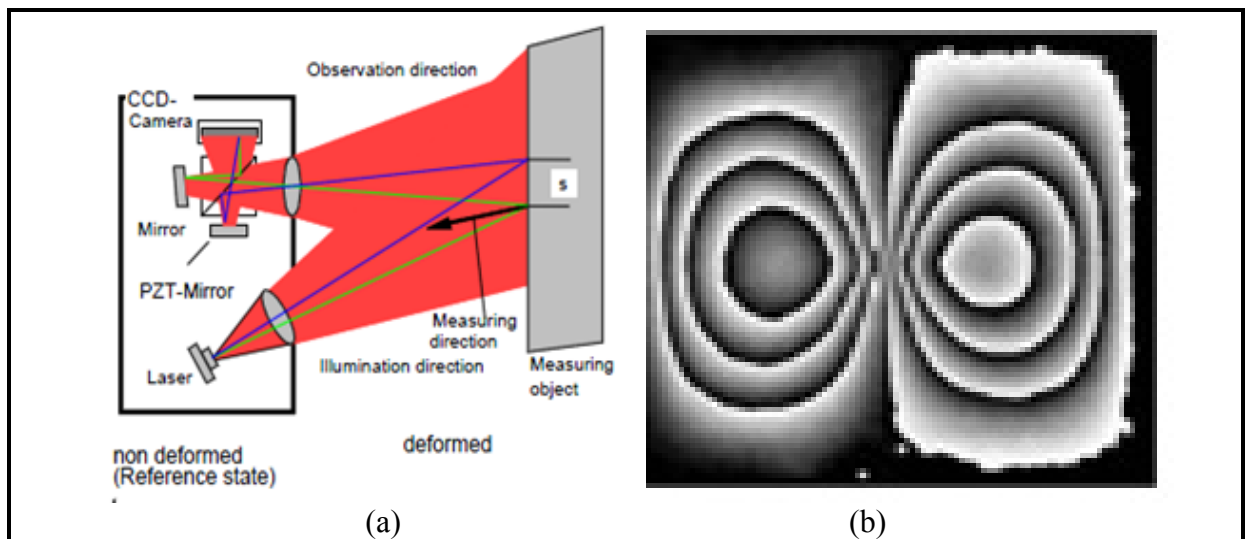 Observation direction
CCD-
Camera
s
Mirror
PZT-Mirror
Measuring
direction
Illumination direction
Measuring
object
Laser
deformed
non deformed
(Reference state)
(a)
(b)